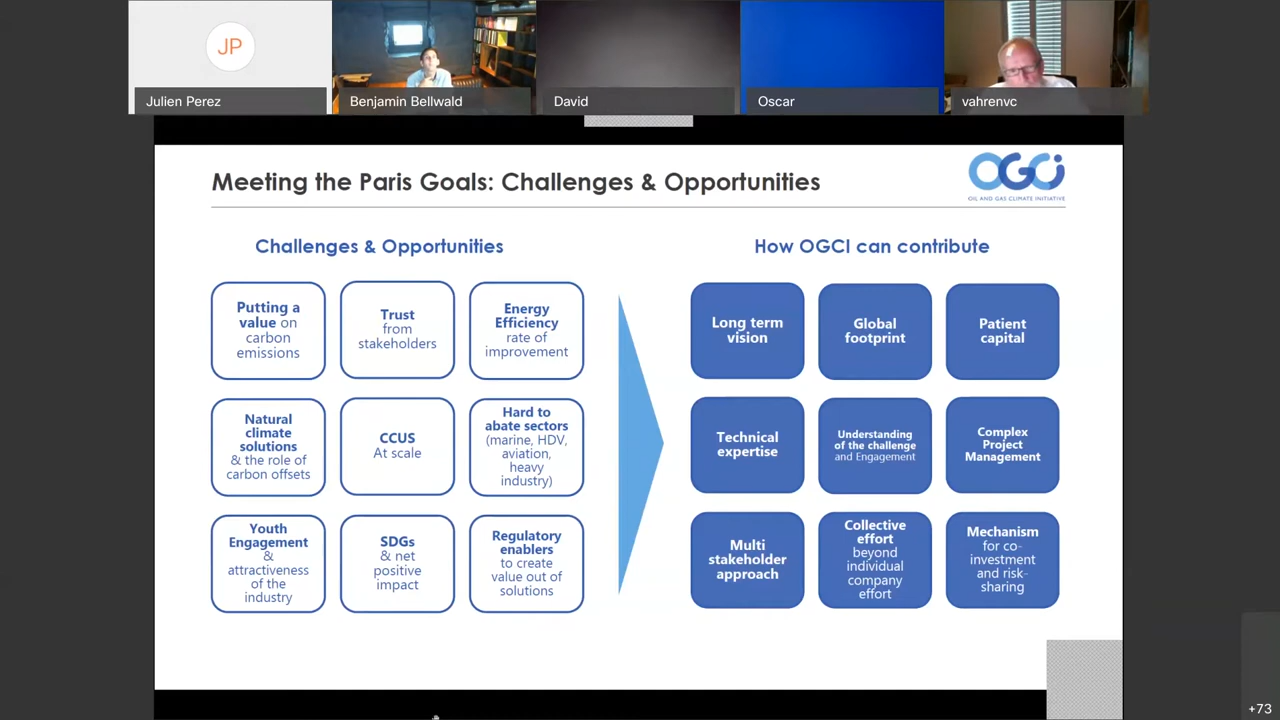 JP
Julien Perez
Benjamin Bellwald
David
Oscar
vahrenvc
Meeting the Paris Goals: Challenges & Opportunities
OGCI
OIL AND GAS CLIMATE INITIATIVE
Challenges & Opportunities
Putting a
value on
carbon
emissions
Trust
from
stakeholders
Energy
Efficiency
rate of
improvement
Natural
climate
solutions
& the role of
carbon offsets
CCUS
At scale
Hard to
abate sectors
(marine, HDV,
aviation,
heavy
industry)
Youth
Engagement
&
attractiveness
of the
industry
SDGs
& net
positive
impact
Regulatory
enablers
to create
value out of
solutions
How OGCI can contribute
Long term
vision
Global
footprint
Patient
capital
Technical
expertise
Understanding
of the challenge
and Engagement
Complex
Project
Management
Multi
stakeholder
approach
Collective
effort
beyond
individual
company
effort
Mechanism
for co-
investment
and risk-
sharing
+73